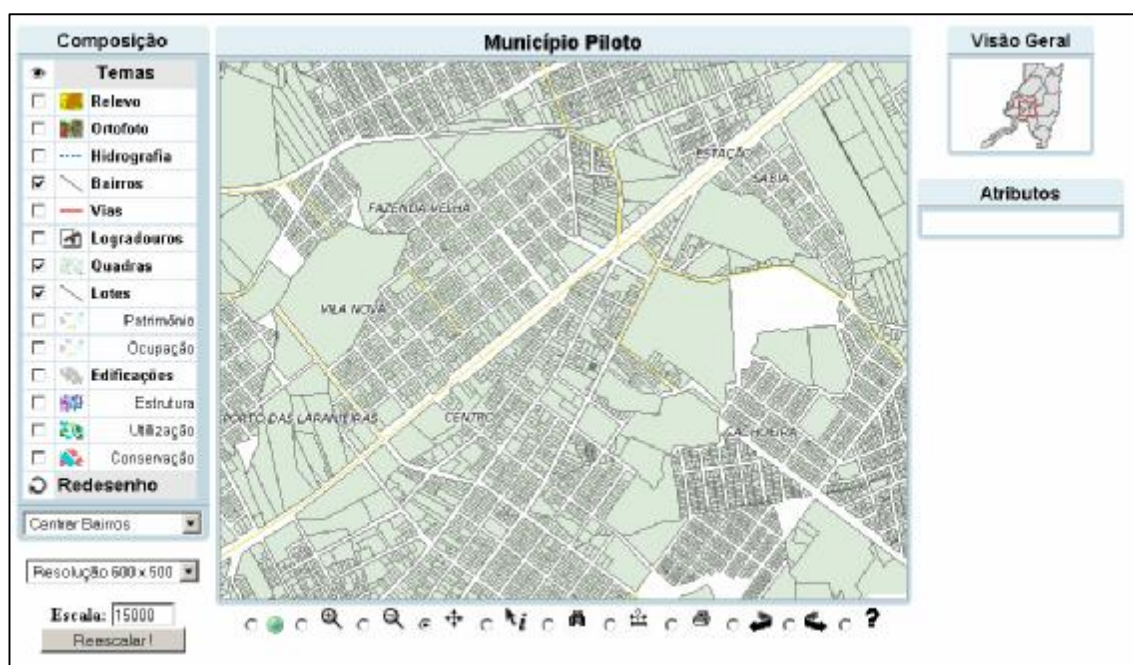 Composição
Temas
Relevo
Ortofoto
Hidrografia
Bairros
Vias
Logradouros
Quadras
Lotes
Patrimônio
Ocupação
Edificações
Estrutura
Utilização
Conservação
Redesenho
Centrar Bairros
Resolução 600 x 500
Escala: 15000
Reescalar!
Município Piloto
ESTAÇÃO
SABIA
FAZENDA VELHA
VILA NOVA
PORTO DAS LARANJEIRAS
CENTRO
CACHOEIRA
i
?
Visão Geral
Atributos